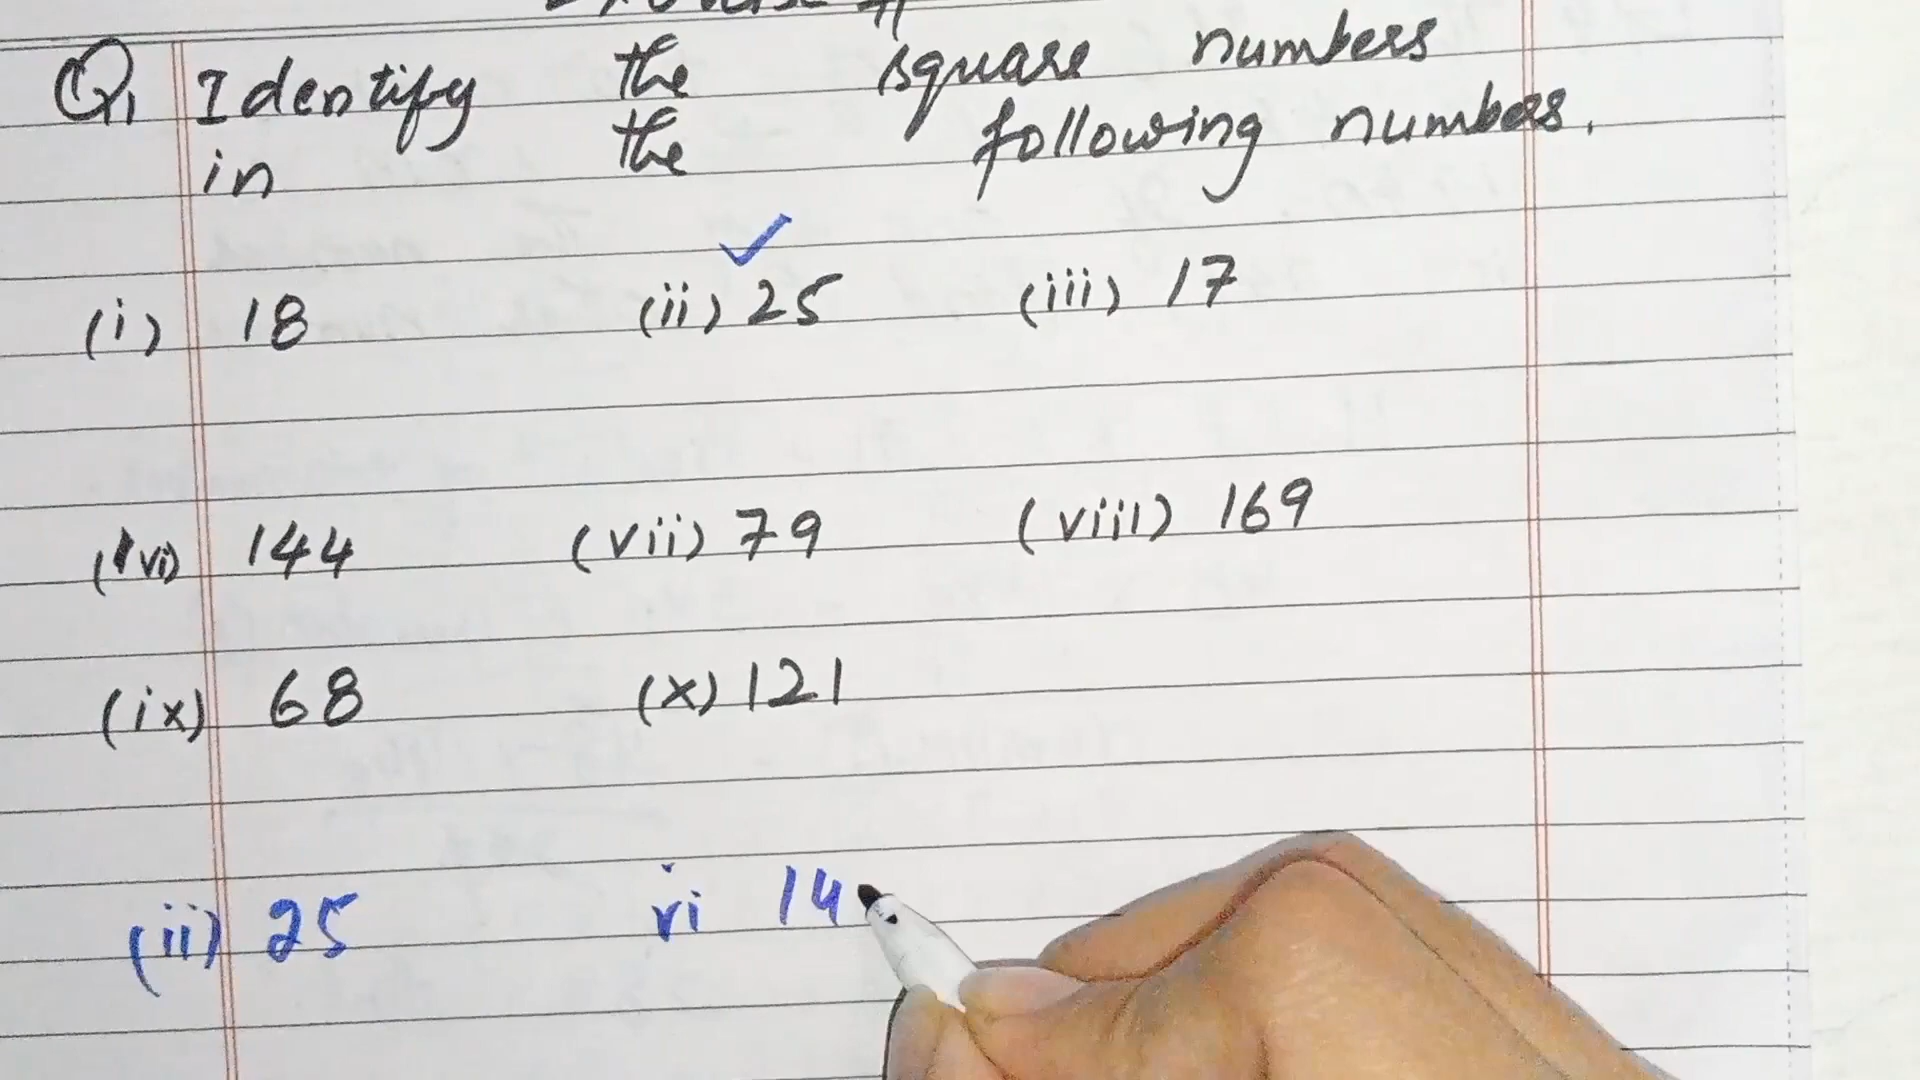 Q1 Identify the square numbers
in the following numbers.
(i) 18 (ii) 25 (iii) 17
(vi) 144 (vii) 79 (viii) 169
(ix) 68 (x) 121
(ii) 25 vi 14